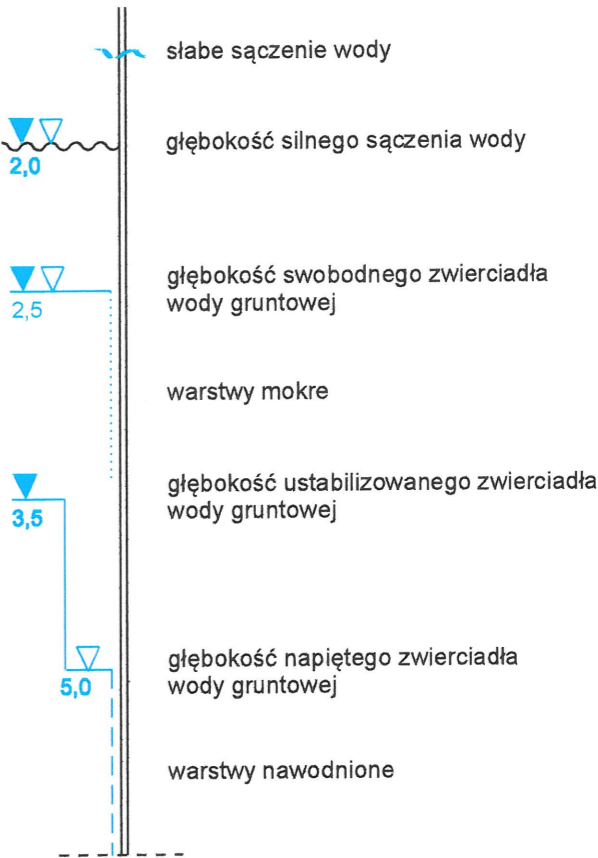 słabe sączenie wody
głębokość silnego sączenia wody
2,0
głębokość swobodnego zwierciadła
wody gruntowej
2,5
warstwy mokre
głębokość ustabilizowanego zwierciadła
wody gruntowej
3,5
głębokość napiętego zwierciadła
wody gruntowej
5,0
warstwy nawodnione